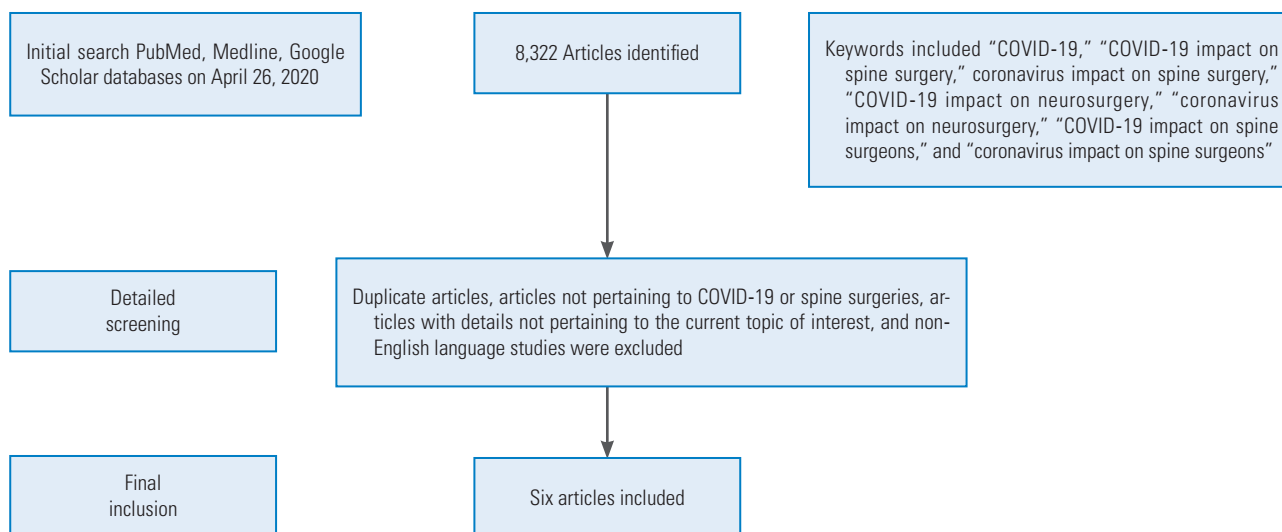 Initial search PubMed, Medline, Google
Scholar databases on April 26, 2020
8,322 Articles identified
Keywords included “COVID-19,” “COVID-19 impact on
spine surgery,” coronavirus impact on spine surgery,”
“COVID-19 impact on neurosurgery,” “coronavirus
impact on neurosurgery,” “COVID-19 impact on spine
surgeons,” and “coronavirus impact on spine surgeons”
Detailed
screening
Duplicate articles, articles not pertaining to COVID-19 or spine surgeries, ar-
ticles with details not pertaining to the current topic of interest, and non-
English language studies were excluded
Final
inclusion
Six articles included